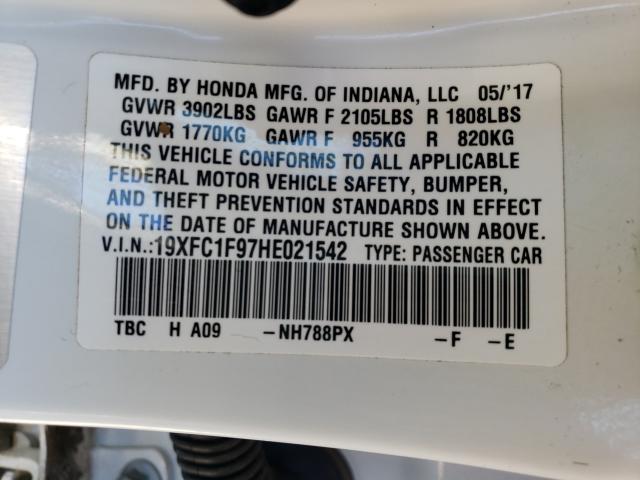 MFD. BY HONDA MFG. OF INDIANA, LLC 05/'17
GVWR 3902LBS GAWR F 2105LBS R 1808LBS
GVWR 1770KG GAWR F 955KG R 820KG
THIS VEHICLE CONFORMS TO ALL APPLICABLE
FEDERAL MOTOR VEHICLE SAFETY, BUMPER,
AND THEFT PREVENTION STANDARDS IN EFFECT
ON THE DATE OF MANUFACTURE SHOWN ABOVE.
V.I.N.:19XFC1F97HE021542 TYPE: PASSENGER CAR
TBC H A09 -NH788PX -F -E